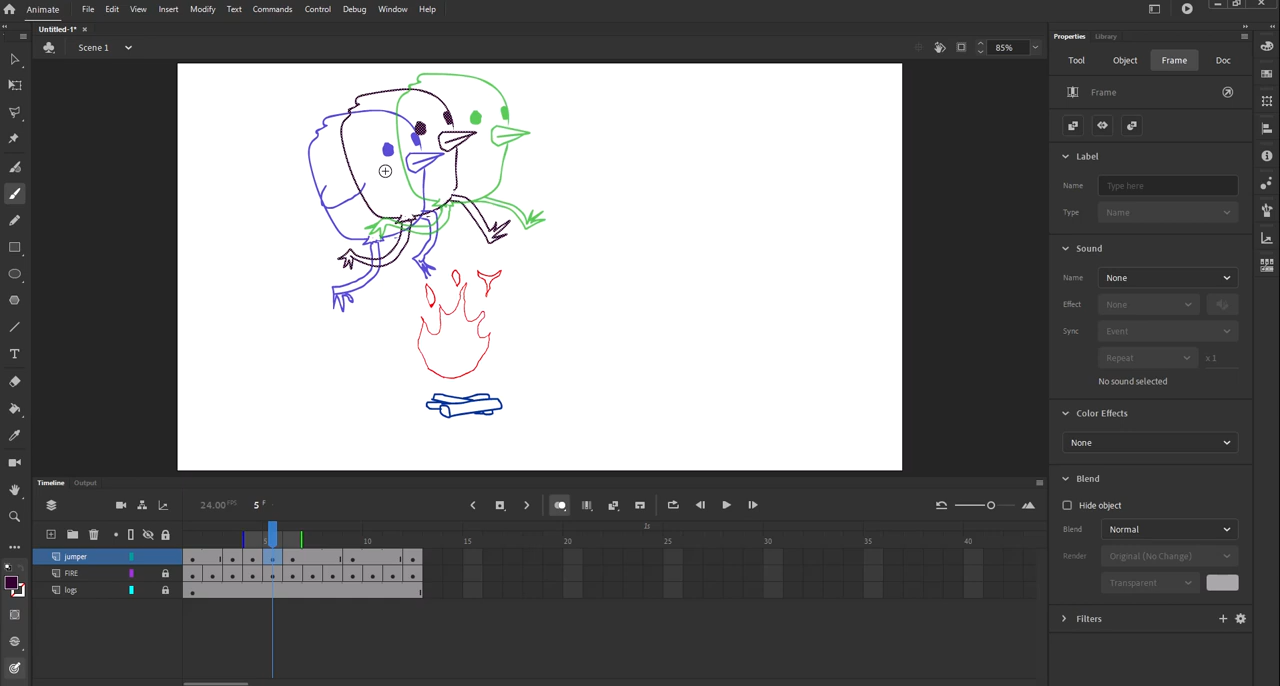 Animate File Edit View Insert Modify Text Commands Control Debug Window Help
Untitled-1* ×
Scene 1 85%
Properties Library
Tool Object Frame Doc
Frame
Label
Name Type here
Type Name
Sound
Name None
Effect None
Sync Event
Repeat x 1
No sound selected
Color Effects
None
Blend
Hide object
Blend Normal
Render Original (No Change)
Transparent
Filters
Timeline Output
24.00 FPS 5 F
1s
5 10 15 20 25 30 35 40
jumper
FIRE
logs